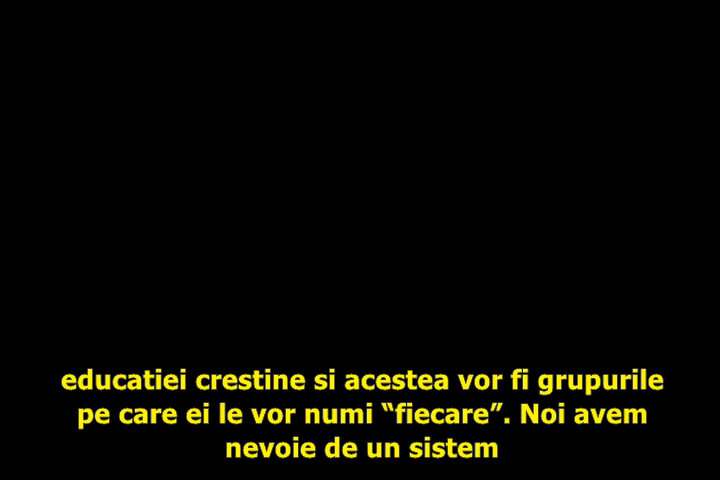 educatiei crestine si acestea vor fi grupurile
pe care ei le vor numi “fiecare”. Noi avem
nevoie de un sistem